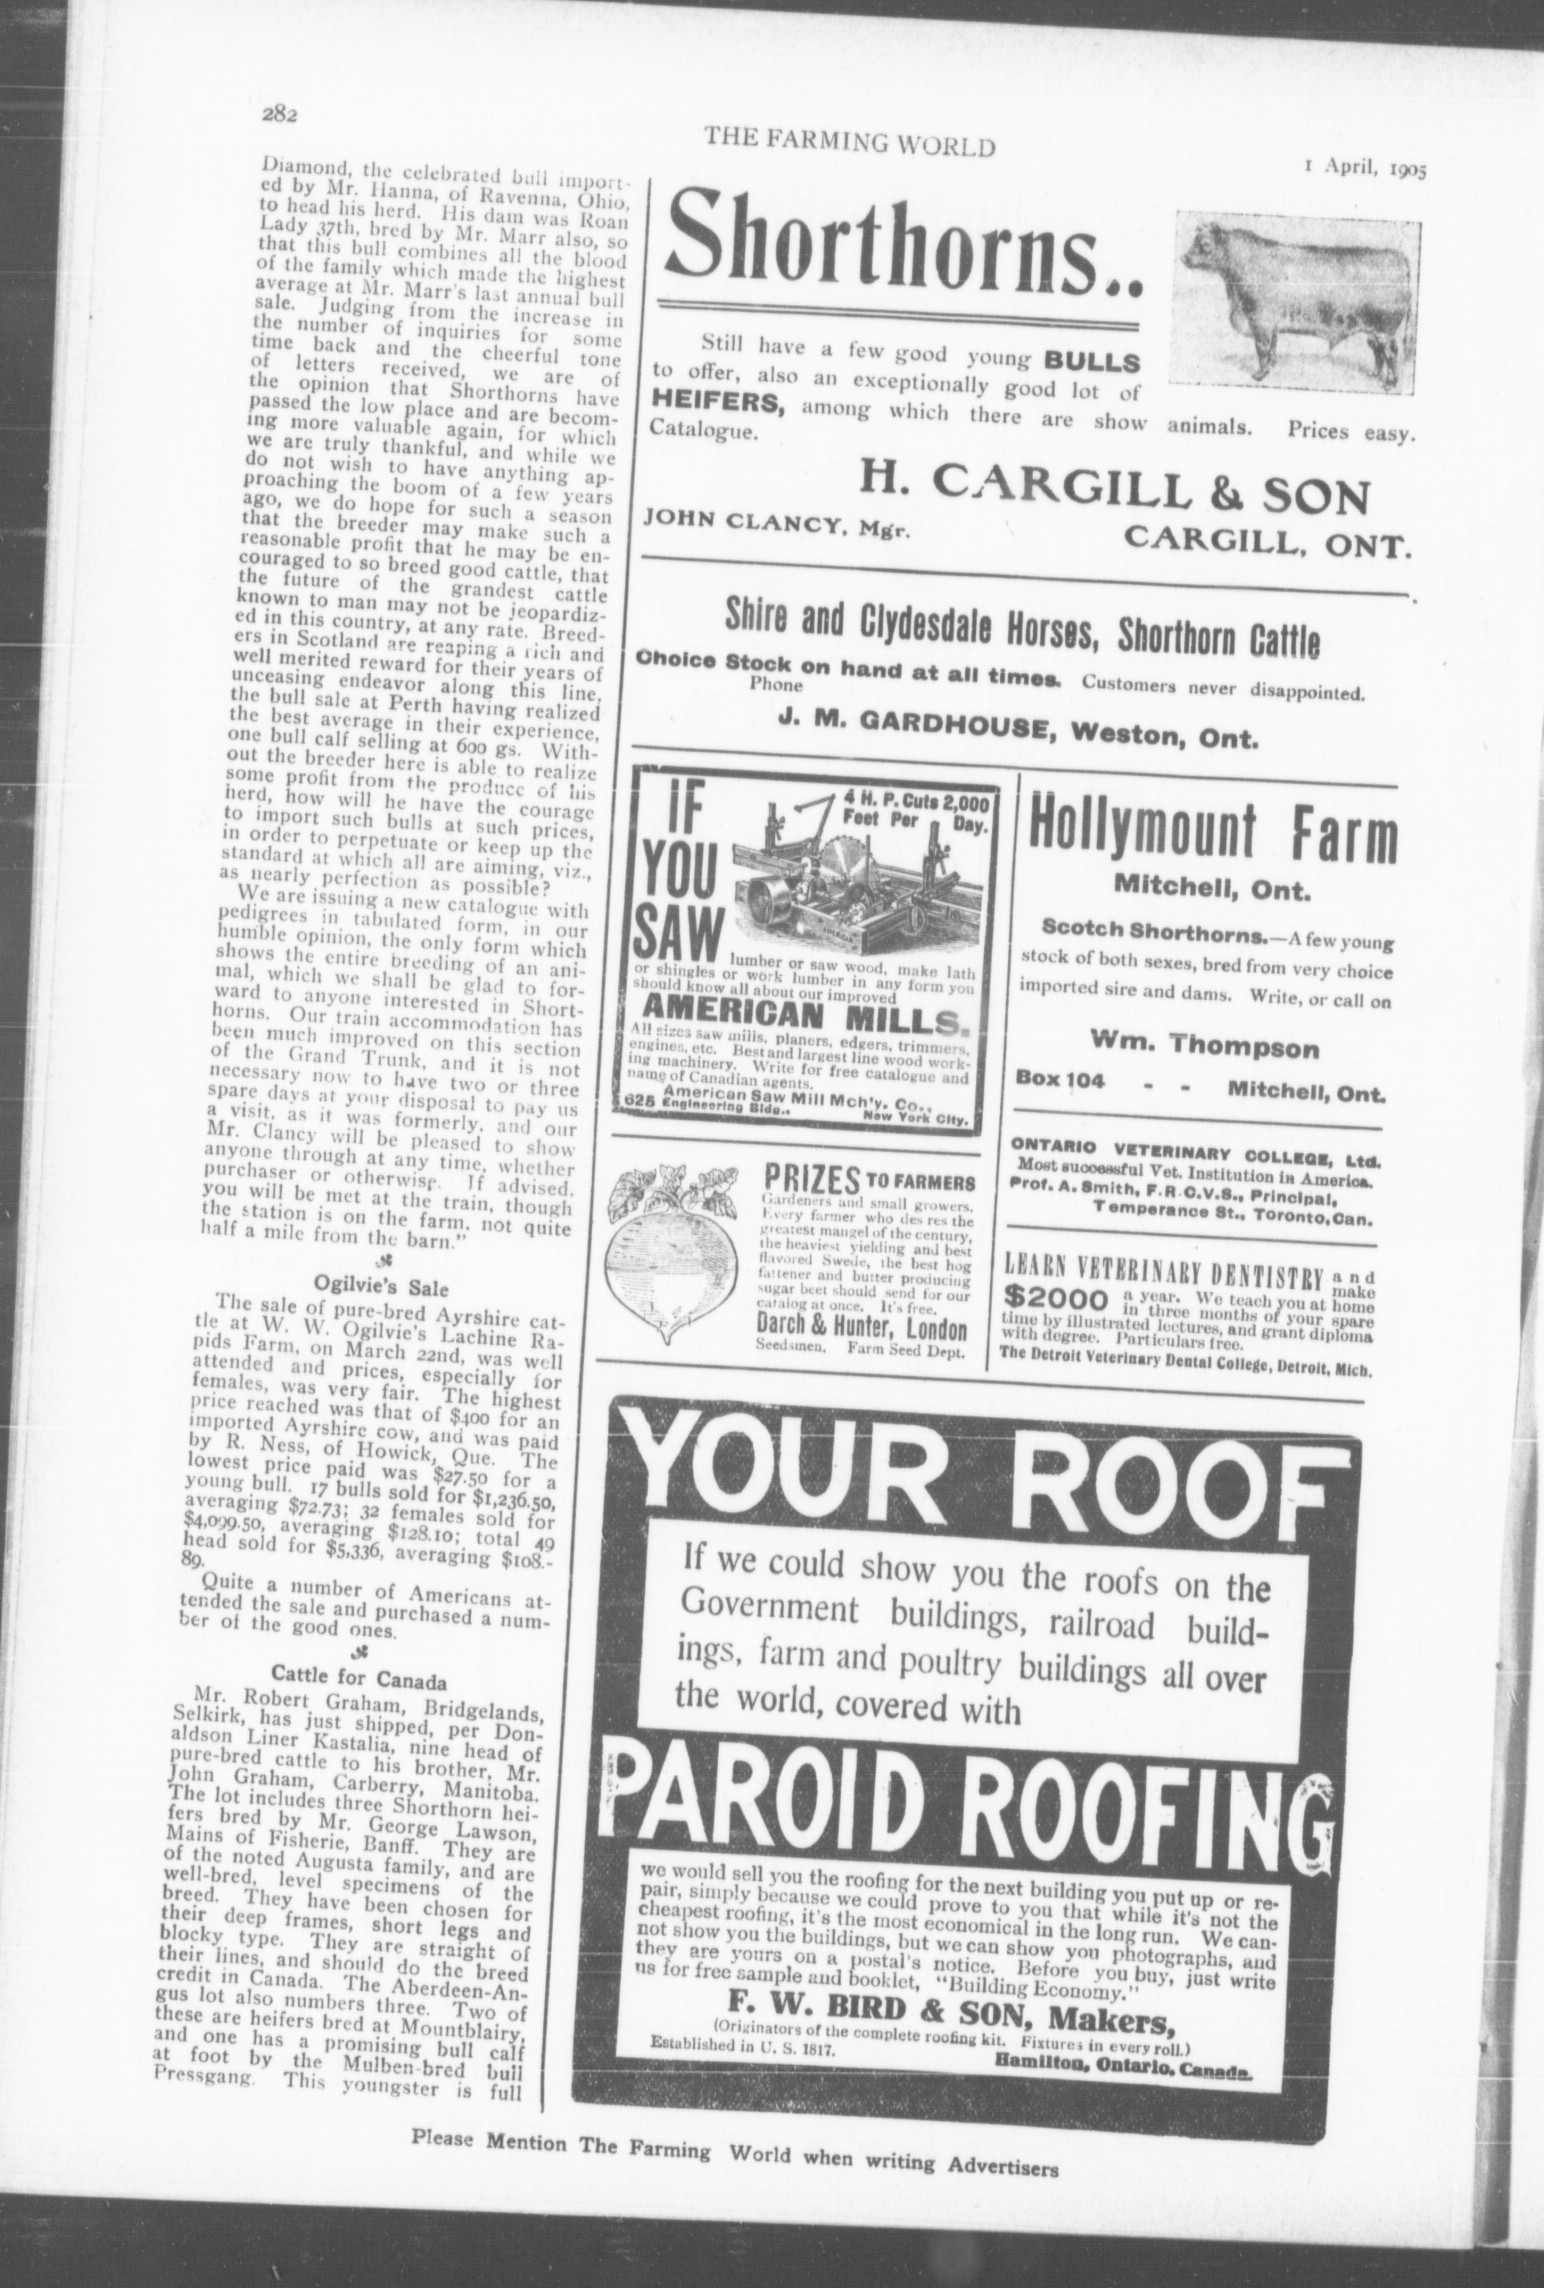 282
THE FARMING WORLD
1 April, 1905
Diamond, the celebrated bull import-
ed by Mr. Hanna, of Ravenna, Ohio,
to head his herd. His dam was Roan
Lady 37th, bred by Mr. Marr also, so
that this bull combines all the blood
of the family which made the highest
average at Mr. Marr's last annual bull
sale. Judging from the increase in
the number of inquiries for some
time back and the cheerful tone
of letters received, we are of
the opinion that Shorthorns have
passed the low place and are becom-
ing more valuable again, for which
we are truly thankful, and while we
do not wish to have anything ap-
proaching the boom of a few years
ago, we do hope for such a season
that the breeder may make such a
reasonable profit that he may be en-
couraged to so breed good cattle, that
the future of the grandest cattle
known to man may not be jeopardiz-
ed in this country, at any rate. Breed-
ers in Scotland are reaping a rich and
well merited reward for their years of
unceasing endeavor along this line,
the bull sale at Perth having realized
the best average in their experience,
one bull calf selling at 600 gs. With-
out the breeder here is able to realize
some profit from the produce of his
herd, how will he have the courage
to import such bulls at such prices,
in order to perpetuate or keep up the
standard at which all are aiming, viz.,
as nearly perfection as possible?
We are issuing a new catalogue with
pedigrees in tabulated form, in our
humble opinion, the only form which
shows the entire breeding of an ani-
mal, which we shall be glad to for-
ward to anyone interested in Short-
horns. Our train accommodation has
been much improved on this section
of the Grand Trunk, and it is not
necessary now to have two or three
spare days at your disposal to pay us
a visit, as it was formerly, and our
Mr. Clancy will be pleased to show
anyone through at any time, whether
purchaser or otherwise. If advised,
you will be met at the train, though
the station is on the farm, not quite
half a mile from the barn."
Ogilvie's Sale
The sale of pure-bred Ayrshire cat-
tle at W. W. Ogilvie's Lachine Ra-
pids Farm, on March 22nd, was well
attended and prices, especially for
females, was very fair. The highest
price reached was that of $400 for an
imported Ayrshire cow, and was paid
by R. Ness, of Howick, Que. The
lowest price paid was $27.50 for a
young bull. 17 bulls sold for $1,236.50,
averaging $72.73; 32 females sold for
$4,099.50, averaging $128.10; total 49
head sold for $5,336, averaging $108.-
89.
Quite a number of Americans at-
tended the sale and purchased a num-
ber of the good ones.
Cattle for Canada
Mr. Robert Graham, Bridgelands,
Selkirk, has just shipped, per Don-
aldson Liner Kastalia, nine head of
pure-bred cattle to his brother, Mr.
John Graham, Carberry, Manitoba.
The lot includes three Shorthorn hei-
fers bred by Mr. George Lawson,
Mains of Fisherie, Banff. They are
of the noted Augusta family, and are
well-bred, level specimens of the
breed. They have been chosen for
their deep frames, short legs and
blocky type. They are straight of
their lines, and should do the breed
credit in Canada. The Aberdeen-An-
gus lot also numbers three. Two of
these are heifers bred at Mountblairy,
and one has a promising bull calf
at foot by the Mulben-bred bull
Pressgang. This youngster is full
Shorthorns..
Still have a few good young BULLS
to offer, also an exceptionally good lot of
HEIFERS, among which there are show animals. Prices easy.
Catalogue.
H. CARGILL & SON
JOHN CLANCY, Mgr.
CARGILL, ONT.
Shire and Clydesdale Horses, Shorthorn Cattle
Choice Stock on hand at all times. Customers never disappointed.
Phone
J. M. GARDHOUSE, Weston, Ont.
IF
YOU
SAW
4 H. P. Cuts 2,000
Feet Per Day.
AMERICAN
lumber or saw wood, make lath
or shingles or work lumber in any form you
should know all about our improved
AMERICAN MILLS.
All sizes saw mills, planers, edgers, trimmers,
engines, etc. Best and largest line wood work-
ing machinery. Write for free catalogue and
name of Canadian agents.
American Saw Mill Mch'y. Co.,
625 Engineering Bldg., New York City.
Hollymount Farm
Mitchell, Ont.
Scotch Shorthorns.—A few young
stock of both sexes, bred from very choice
imported sire and dams. Write, or call on
Wm. Thompson
Box 104 - - Mitchell, Ont.
PRIZES TO FARMERS
Gardeners and small growers.
Every farmer who des res the
greatest mangel of the century,
the heaviest yielding and best
flavored Swede, the best hog
fattener and butter producing
sugar beet should send for our
catalog at once. It's free.
Darch & Hunter, London
Seedsmen. Farm Seed Dept.
ONTARIO VETERINARY COLLEGE, Ltd.
Most successful Vet. Institution in America.
Prof. A. Smith, F.R.C.V.S., Principal,
Temperance St., Toronto, Can.
LEARN VETERINARY DENTISTRY and
make
$2000 a year. We teach you at home
in three months of your spare
time by illustrated lectures, and grant diploma
with degree. Particulars free.
The Detroit Veterinary Dental College, Detroit, Mich.
YOUR ROOF
If we could show you the roofs on the
Government buildings, railroad build-
ings, farm and poultry buildings all over
the world, covered with
PAROID ROOFING
we would sell you the roofing for the next building you put up or re-
pair, simply because we could prove to you that while it's not the
cheapest roofing, it's the most economical in the long run. We can-
not show you the buildings, but we can show you photographs, and
they are yours on a postal's notice. Before you buy, just write
us for free sample and booklet, "Building Economy."
F. W. BIRD & SON, Makers,
(Originators of the complete roofing kit. Fixtures in every roll.)
Established in U. S. 1817.
Hamilton, Ontario, Canada.
Please Mention The Farming World when writing Advertisers